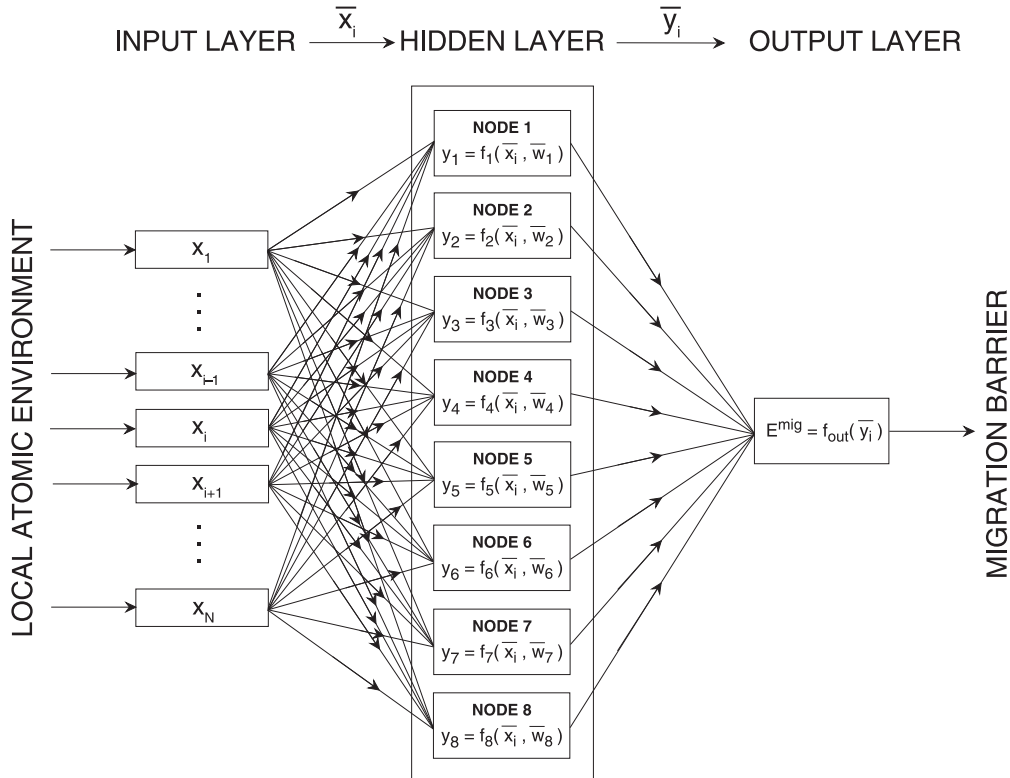 x̅ᵢ
y̅ᵢ
INPUT LAYER
HIDDEN LAYER
OUTPUT LAYER
LOCAL ATOMIC ENVIRONMENT
x₁
xᵢ₋₁
xᵢ
xᵢ₊₁
x_N
NODE 1
y₁ = f₁( x̅ᵢ , w̅₁ )
NODE 2
y₂ = f₂( x̅ᵢ , w̅₂ )
NODE 3
y₃ = f₃( x̅ᵢ , w̅₃ )
NODE 4
y₄ = f₄( x̅ᵢ , w̅₄ )
NODE 5
y₅ = f₅( x̅ᵢ , w̅₅ )
NODE 6
y₆ = f₆( x̅ᵢ , w̅₆ )
NODE 7
y₇ = f₇( x̅ᵢ , w̅₇ )
NODE 8
y₈ = f₈( x̅ᵢ , w̅₈ )
E^mig = f_out( y̅ᵢ )
MIGRATION BARRIER